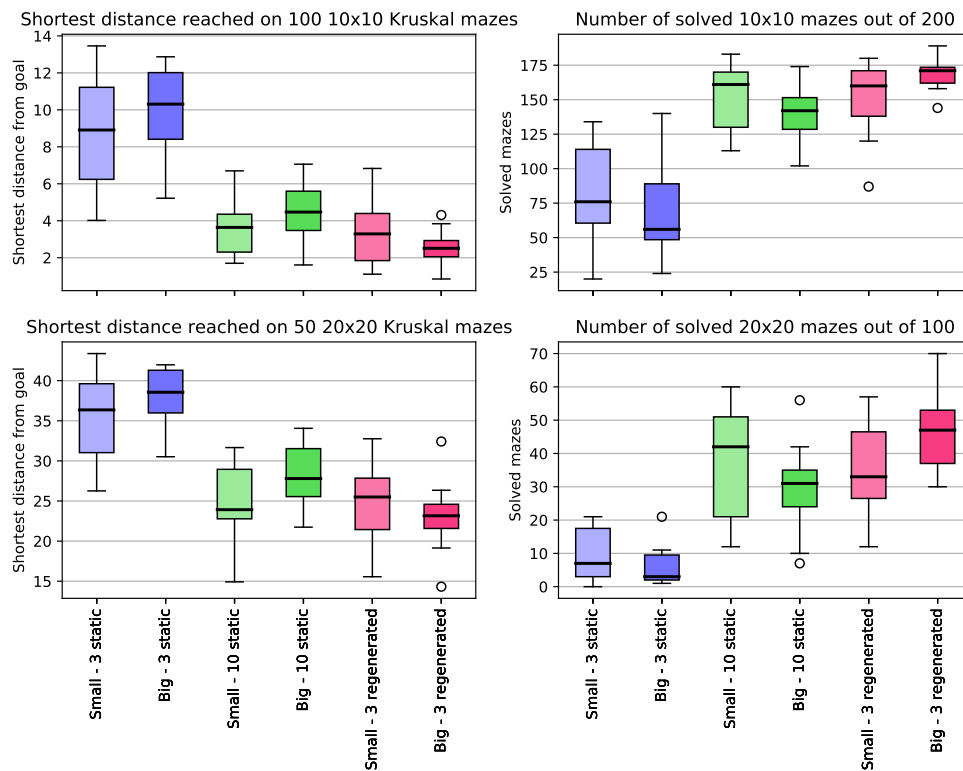 Shortest distance reached on 100 10x10 Kruskal mazes
Shortest distance from goal
14
12
10
8
6
4
2
Number of solved 10x10 mazes out of 200
Solved mazes
175
150
125
100
75
50
25
Shortest distance reached on 50 20x20 Kruskal mazes
Shortest distance from goal
40
35
30
25
20
15
Small - 3 static
Big - 3 static
Small - 10 static
Big - 10 static
Small - 3 regenerated
Big - 3 regenerated
Number of solved 20x20 mazes out of 100
Solved mazes
70
60
50
40
30
20
10
0
Small - 3 static
Big - 3 static
Small - 10 static
Big - 10 static
Small - 3 regenerated
Big - 3 regenerated